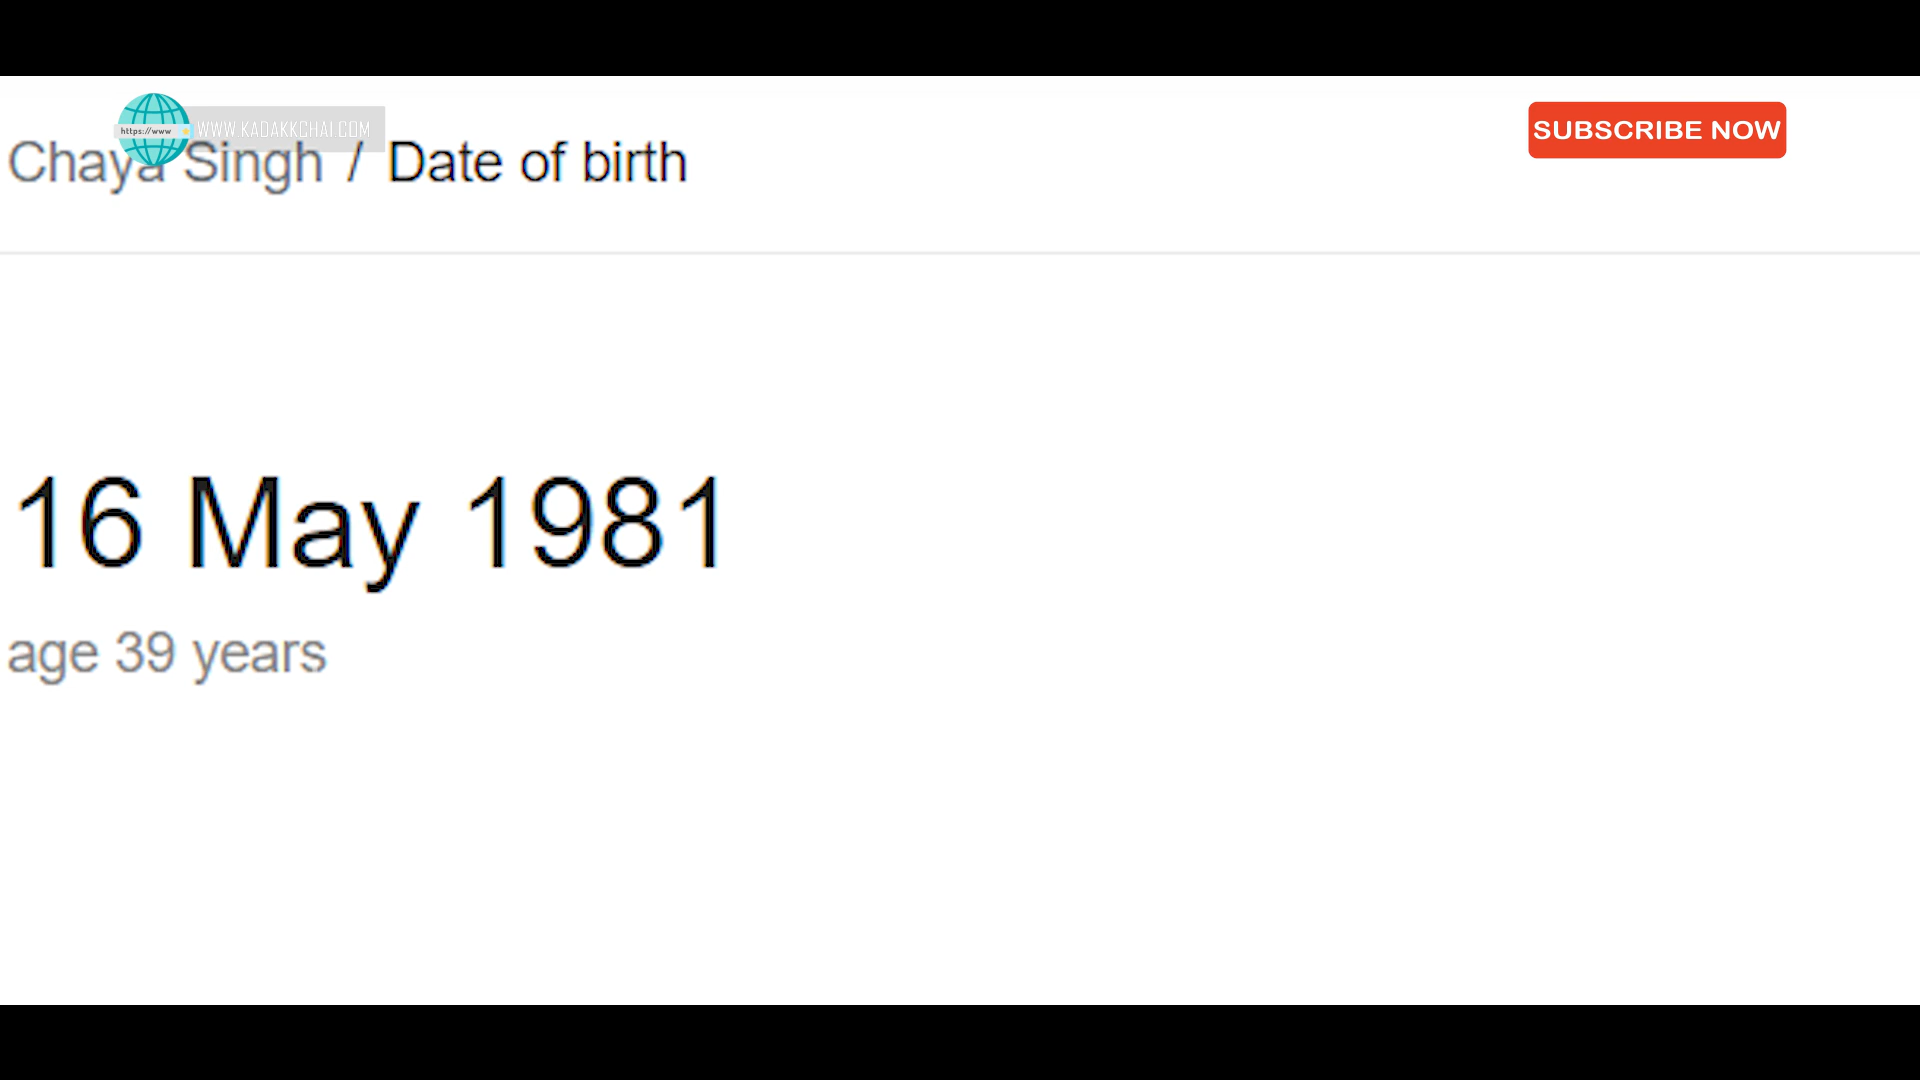 https://www
WWW.KADAKKCHAI.COM
SUBSCRIBE NOW
Chaya Singh / Date of birth
16 May 1981
age 39 years